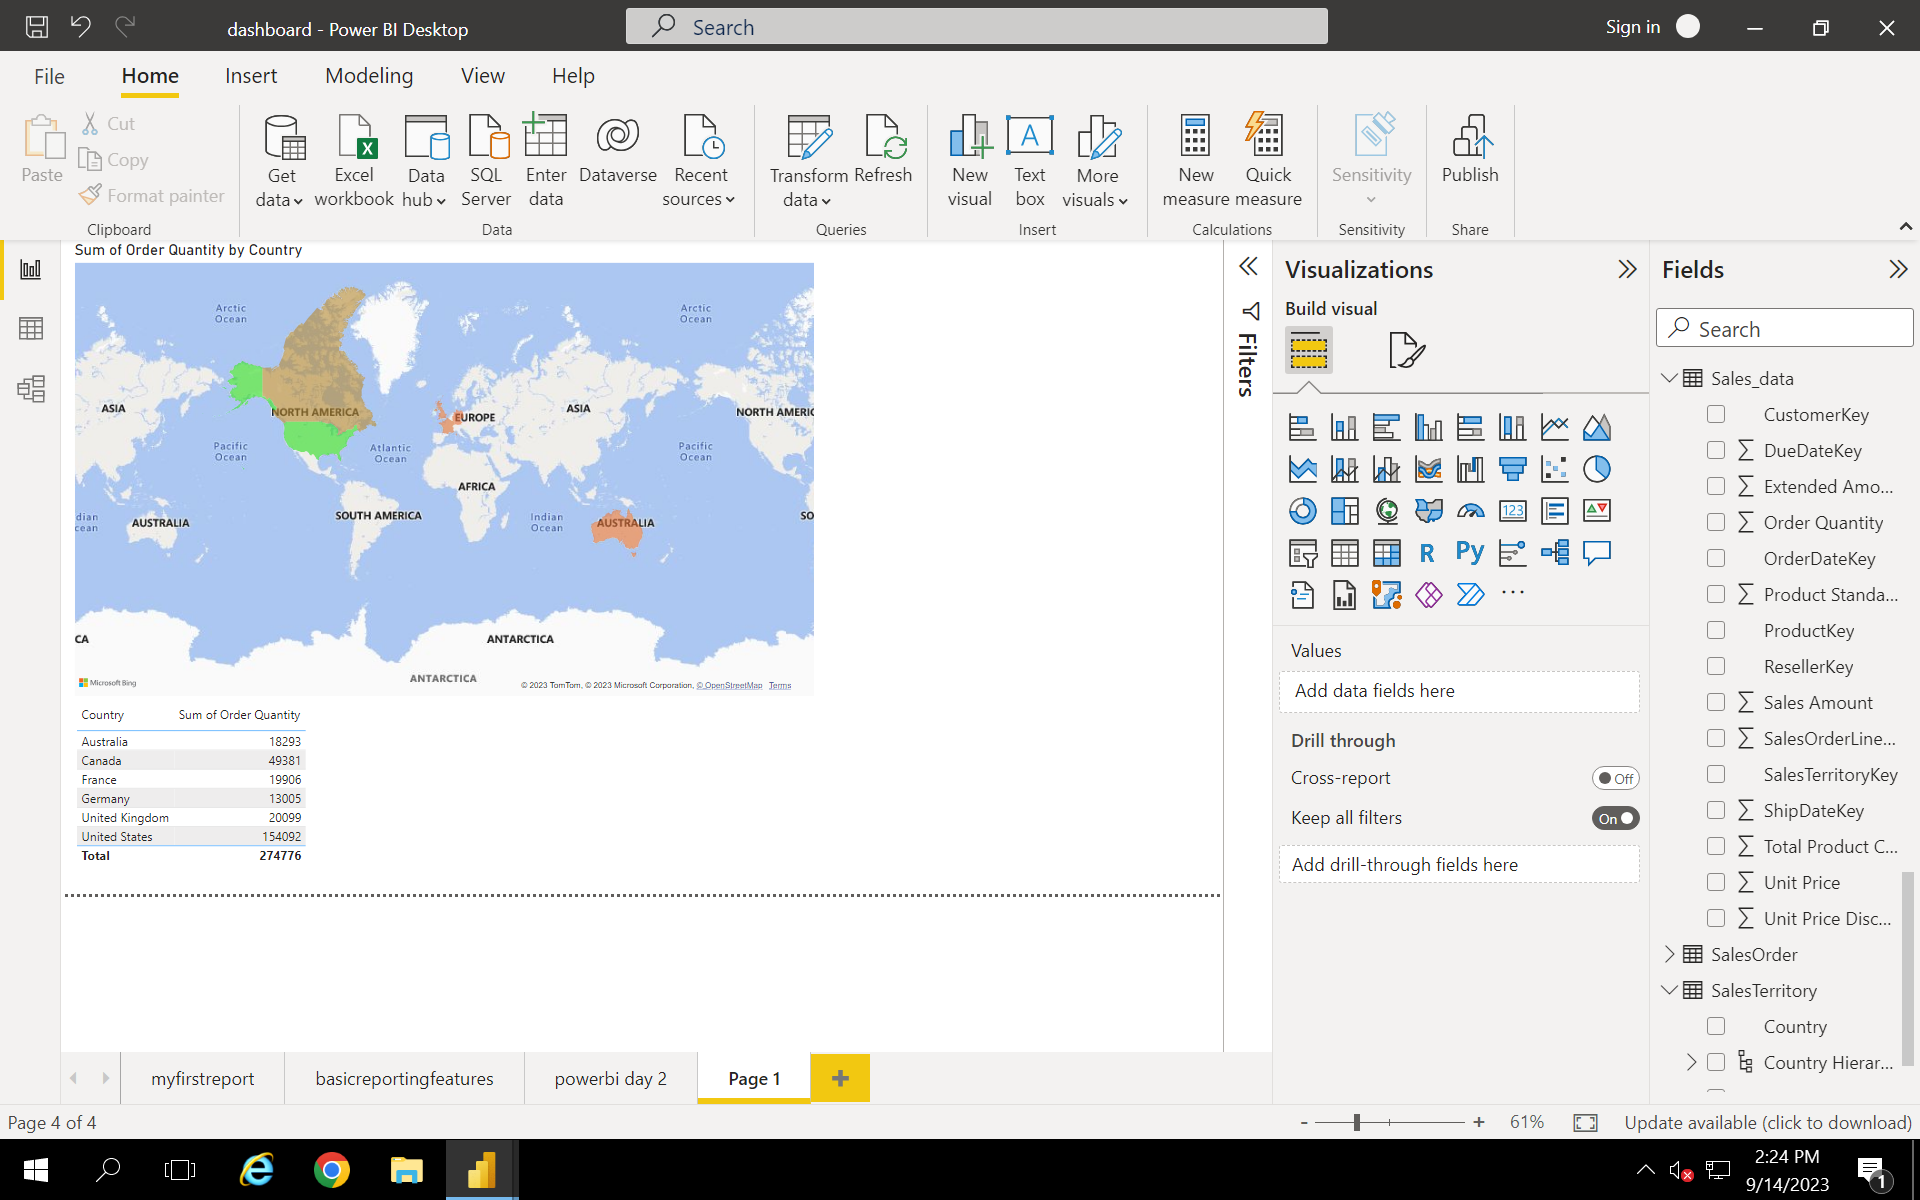 dashboard - Power BI Desktop
Search
Sign in
File
Home
Insert
Modeling
View
Help
Paste
Cut
Copy
Format painter
Clipboard
Get data
Excel workbook
Data hub
SQL Server
Enter data
Dataverse
Recent sources
Data
Transform data
Refresh
Queries
New visual
Text box
More visuals
Insert
New measure
Quick measure
Calculations
Sensitivity
Sensitivity
Publish
Share
Sum of Order Quantity by Country
Arctic Ocean
Arctic Ocean
ASIA
NORTH AMERICA
EUROPE
ASIA
NORTH AMERIC
Pacific Ocean
Atlantic Ocean
Pacific Ocean
AFRICA
SOUTH AMERICA
SO
dian
cean
AUSTRALIA
Indian Ocean
AUSTRALIA
CA
ANTARCTICA
ANTARCTICA
Microsoft Bing
© 2023 TomTom, © 2023 Microsoft Corporation, © OpenStreetMap Terms
Country Sum of Order Quantity
Australia 18293
Canada 49381
France 19906
Germany 13005
United Kingdom 20099
United States 154092
Total 274776
Filters
Visualizations
Build visual
123
R
Py
Values
Add data fields here
Drill through
Cross-report
Off
Keep all filters
On
Add drill-through fields here
Fields
Search
Sales_data
CustomerKey
DueDateKey
Extended Amo...
Order Quantity
OrderDateKey
Product Standa...
ProductKey
ResellerKey
Sales Amount
SalesOrderLine...
SalesTerritoryKey
ShipDateKey
Total Product C...
Unit Price
Unit Price Disc...
SalesOrder
SalesTerritory
Country
Country Hierar...
myfirstreport
basicreportingfeatures
powerbi day 2
Page 1
Page 4 of 4
61%
Update available (click to download)
2:24 PM
9/14/2023
1